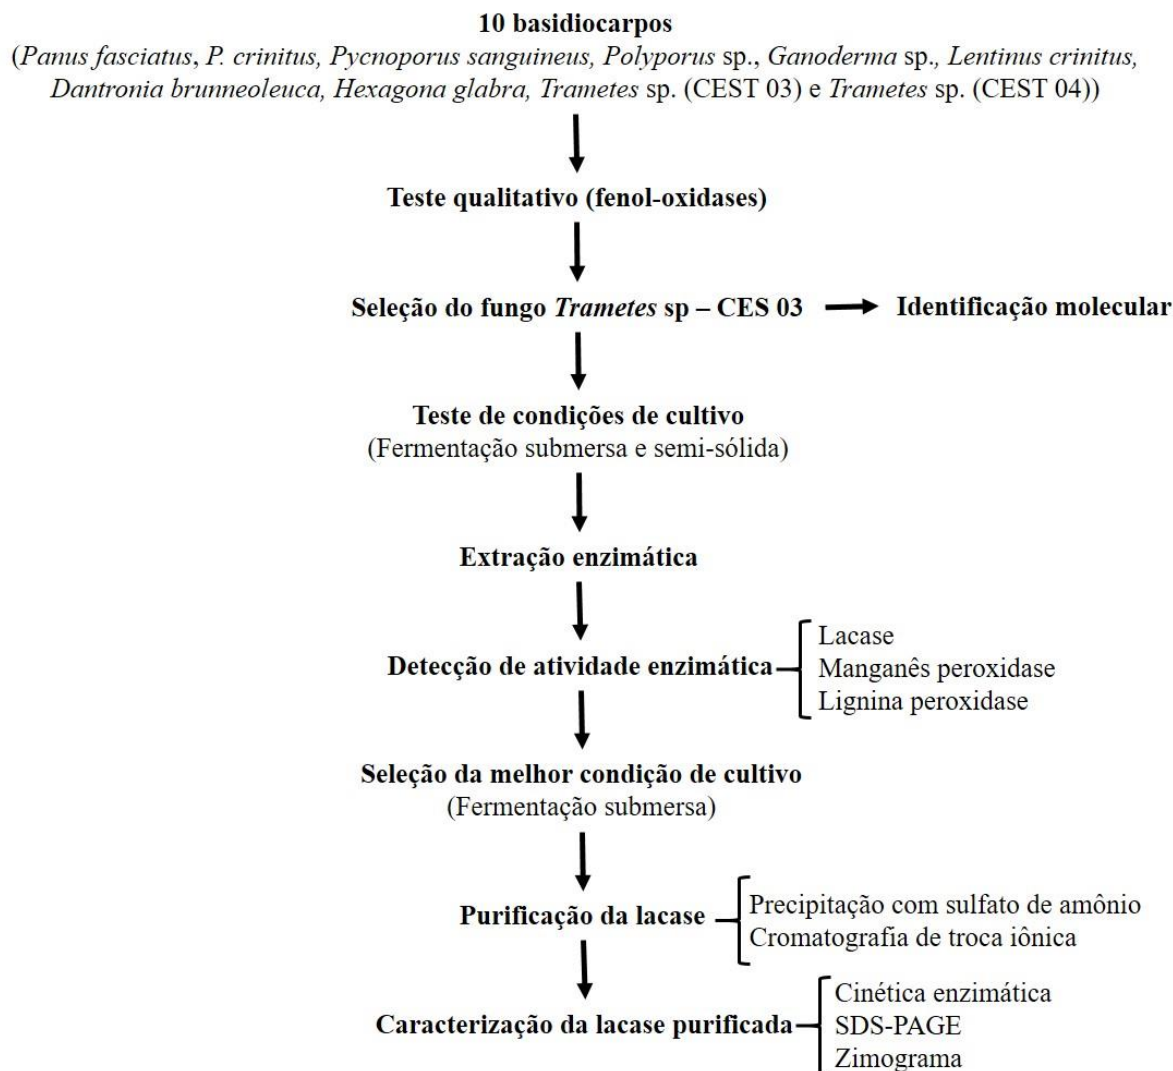 10 basidiocarpos
(Panus fasciatus, P. crinitus, Pycnoporus sanguineus, Polyporus sp., Ganoderma sp., Lentinus crinitus,
Dantronia brunneoleuca, Hexagona glabra, Trametes sp. (CEST 03) e Trametes sp. (CEST 04))
Teste qualitativo (fenol-oxidases)
Seleção do fungo Trametes sp – CES 03
Identificação molecular
Teste de condições de cultivo
(Fermentação submersa e semi-sólida)
Extração enzimática
Detecção de atividade enzimática
Lacase
Manganês peroxidase
Lignina peroxidase
Seleção da melhor condição de cultivo
(Fermentação submersa)
Purificação da lacase
Precipitação com sulfato de amônio
Cromatografia de troca iônica
Caracterização da lacase purificada
Cinética enzimática
SDS-PAGE
Zimograma